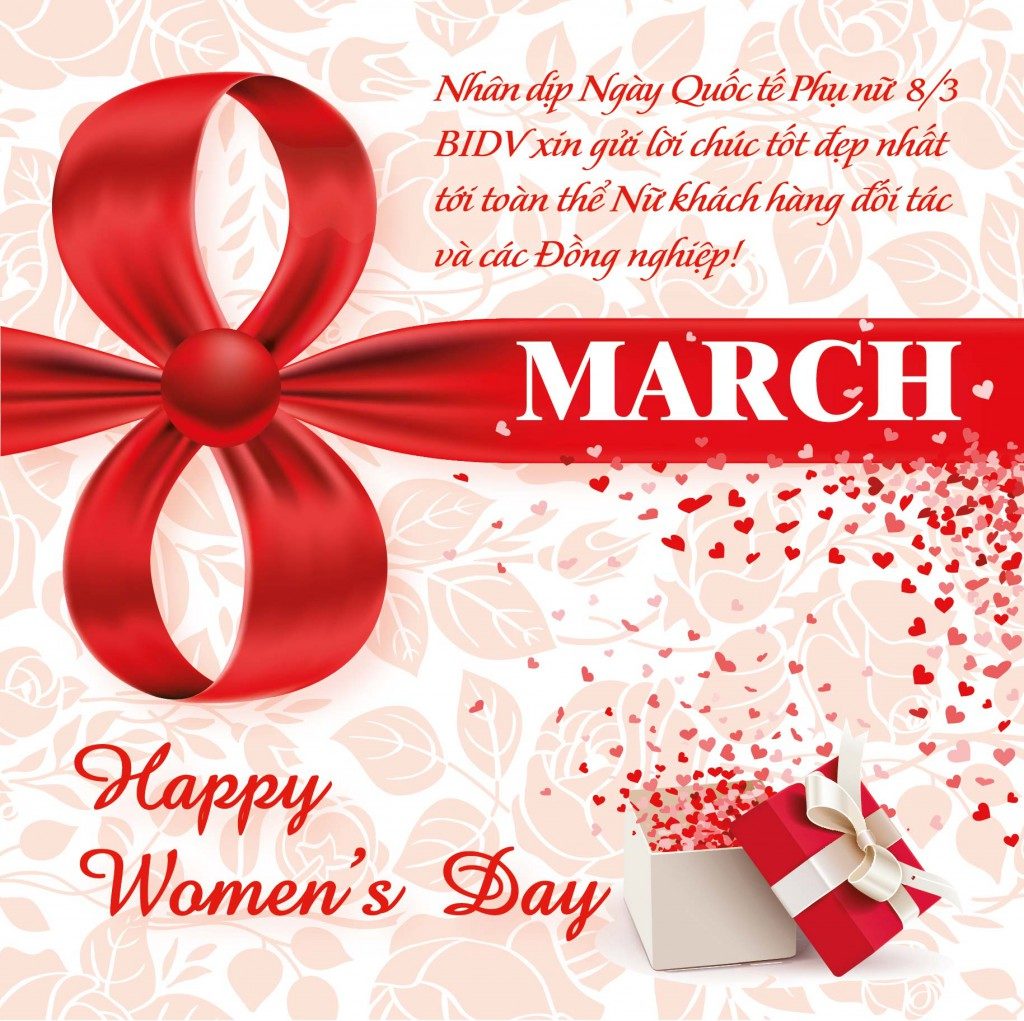 Nhân dịp Ngày Quốc tế Phụ nữ 8/3
BIDV xin gửi lời chúc tốt đẹp nhất
tới toàn thể Nữ khách hàng đối tác
và các Đồng nghiệp!
8 MARCH
Happy
Women's Day